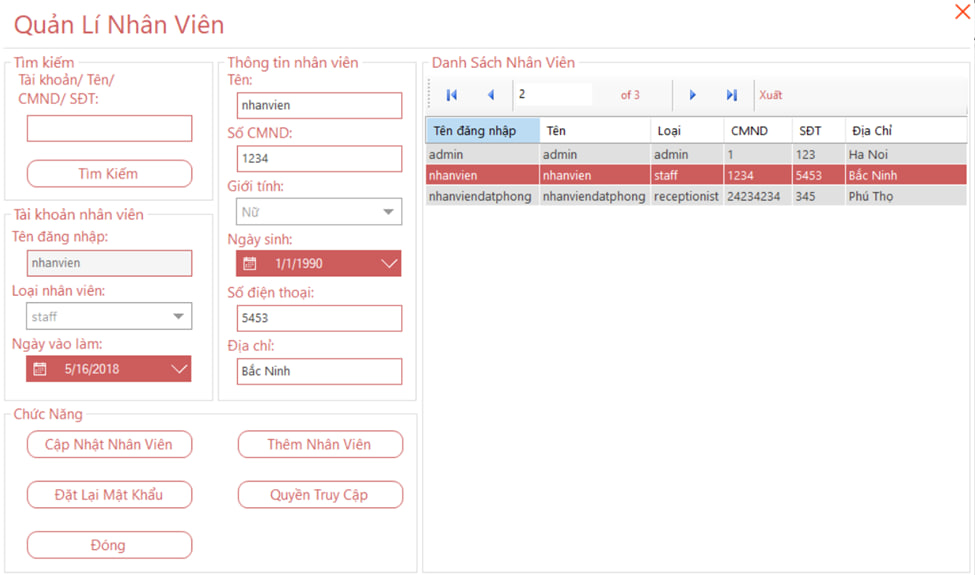 Quản Lí Nhân Viên
Tìm kiếm
Tài khoản/ Tên/
CMND/ SĐT:
Tìm Kiếm
Tài khoản nhân viên
Tên đăng nhập:
nhanvien
Loại nhân viên:
staff
Ngày vào làm:
5/16/2018
Thông tin nhân viên
Tên:
nhanvien
Số CMND:
1234
Giới tính:
Nữ
Ngày sinh:
1/1/1990
Số điện thoại:
5453
Địa chỉ:
Bắc Ninh
Chức Năng
Cập Nhật Nhân Viên
Thêm Nhân Viên
Đặt Lại Mật Khẩu
Quyền Truy Cập
Đóng
Danh Sách Nhân Viên
2 of 3 Xuất
Tên đăng nhập Tên Loại CMND SĐT Địa Chỉ
admin admin admin 1 123 Ha Noi
nhanvien nhanvien staff 1234 5453 Bắc Ninh
nhanviendatphong nhanviendatphong receptionist 24234234 345 Phú Thọ